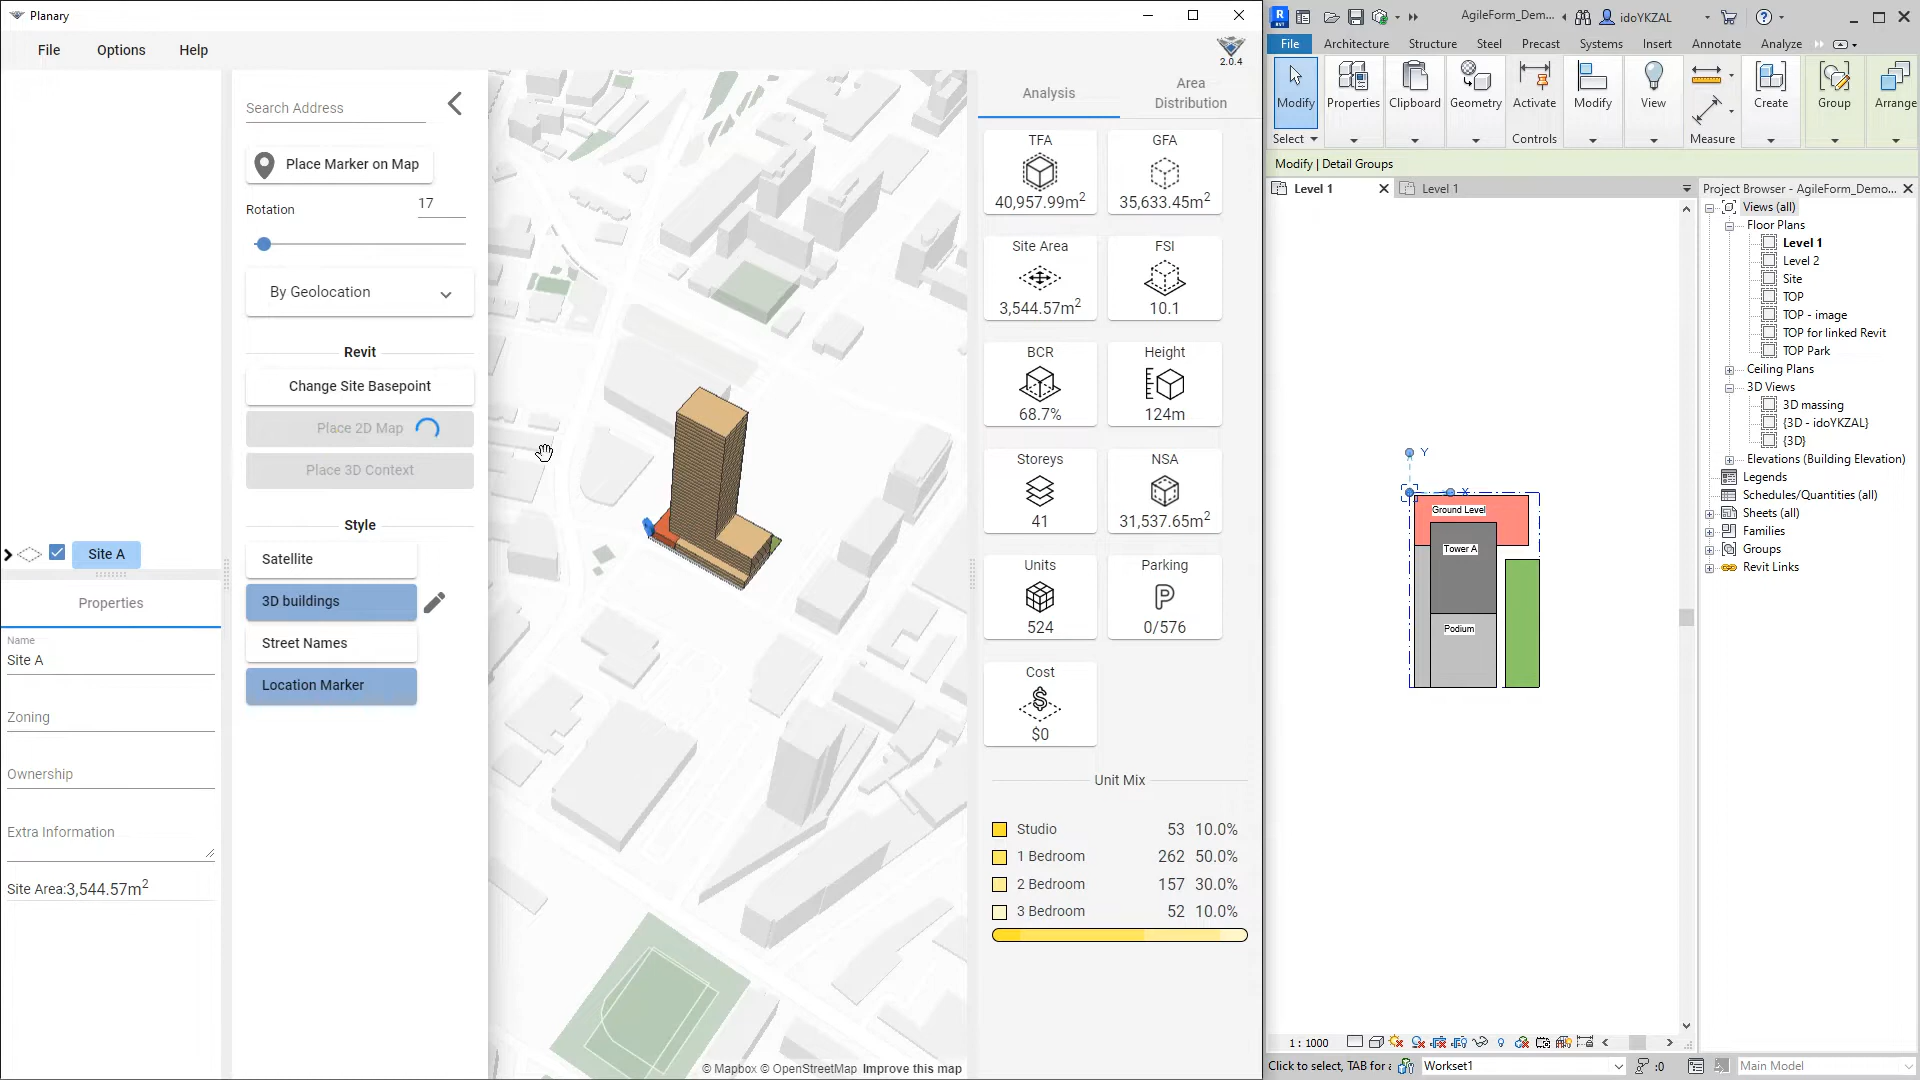 Planary
File Options Help
2.0.4
Search Address
Place Marker on Map
Rotation 17
By Geolocation
Revit
Change Site Basepoint
Place 2D Map
Place 3D Context
Style
Satellite
3D buildings
Street Names
Location Marker
Site A
Properties
Name
Site A
Zoning
Ownership
Extra Information
Site Area:3,544.57m²
© Mapbox © OpenStreetMap Improve this map
Analysis
Area
Distribution
TFA
40,957.99m²
GFA
35,633.45m²
Site Area
3,544.57m²
FSI
10.1
BCR
68.7%
Height
124m
Storeys
41
NSA
31,537.65m²
Units
524
Parking
0/576
Cost
$0
Unit Mix
Studio 53 10.0%
1 Bedroom 262 50.0%
2 Bedroom 157 30.0%
3 Bedroom 52 10.0%
AgileForm_Dem... idoYKZAL
File Architecture Structure Steel Precast Systems Insert Annotate Analyze
Modify Properties Clipboard Geometry Activate Modify View Create Group Arrange
Select Controls Measure
Modify | Detail Groups
Level 1
Level 1
Y
X
Ground Level
Tower A
Podium
Project Browser - AgileForm_Demo...
Views (all)
Floor Plans
Level 1
Level 2
Site
TOP
TOP - image
TOP for linked Revit
TOP Park
Ceiling Plans
3D Views
3D massing
{3D - idoYKZAL}
{3D}
Elevations (Building Elevation)
Legends
Schedules/Quantities (all)
Sheets (all)
Families
Groups
Revit Links
1 : 1000
Click to select, TAB for a Workset1 :0 Main Model